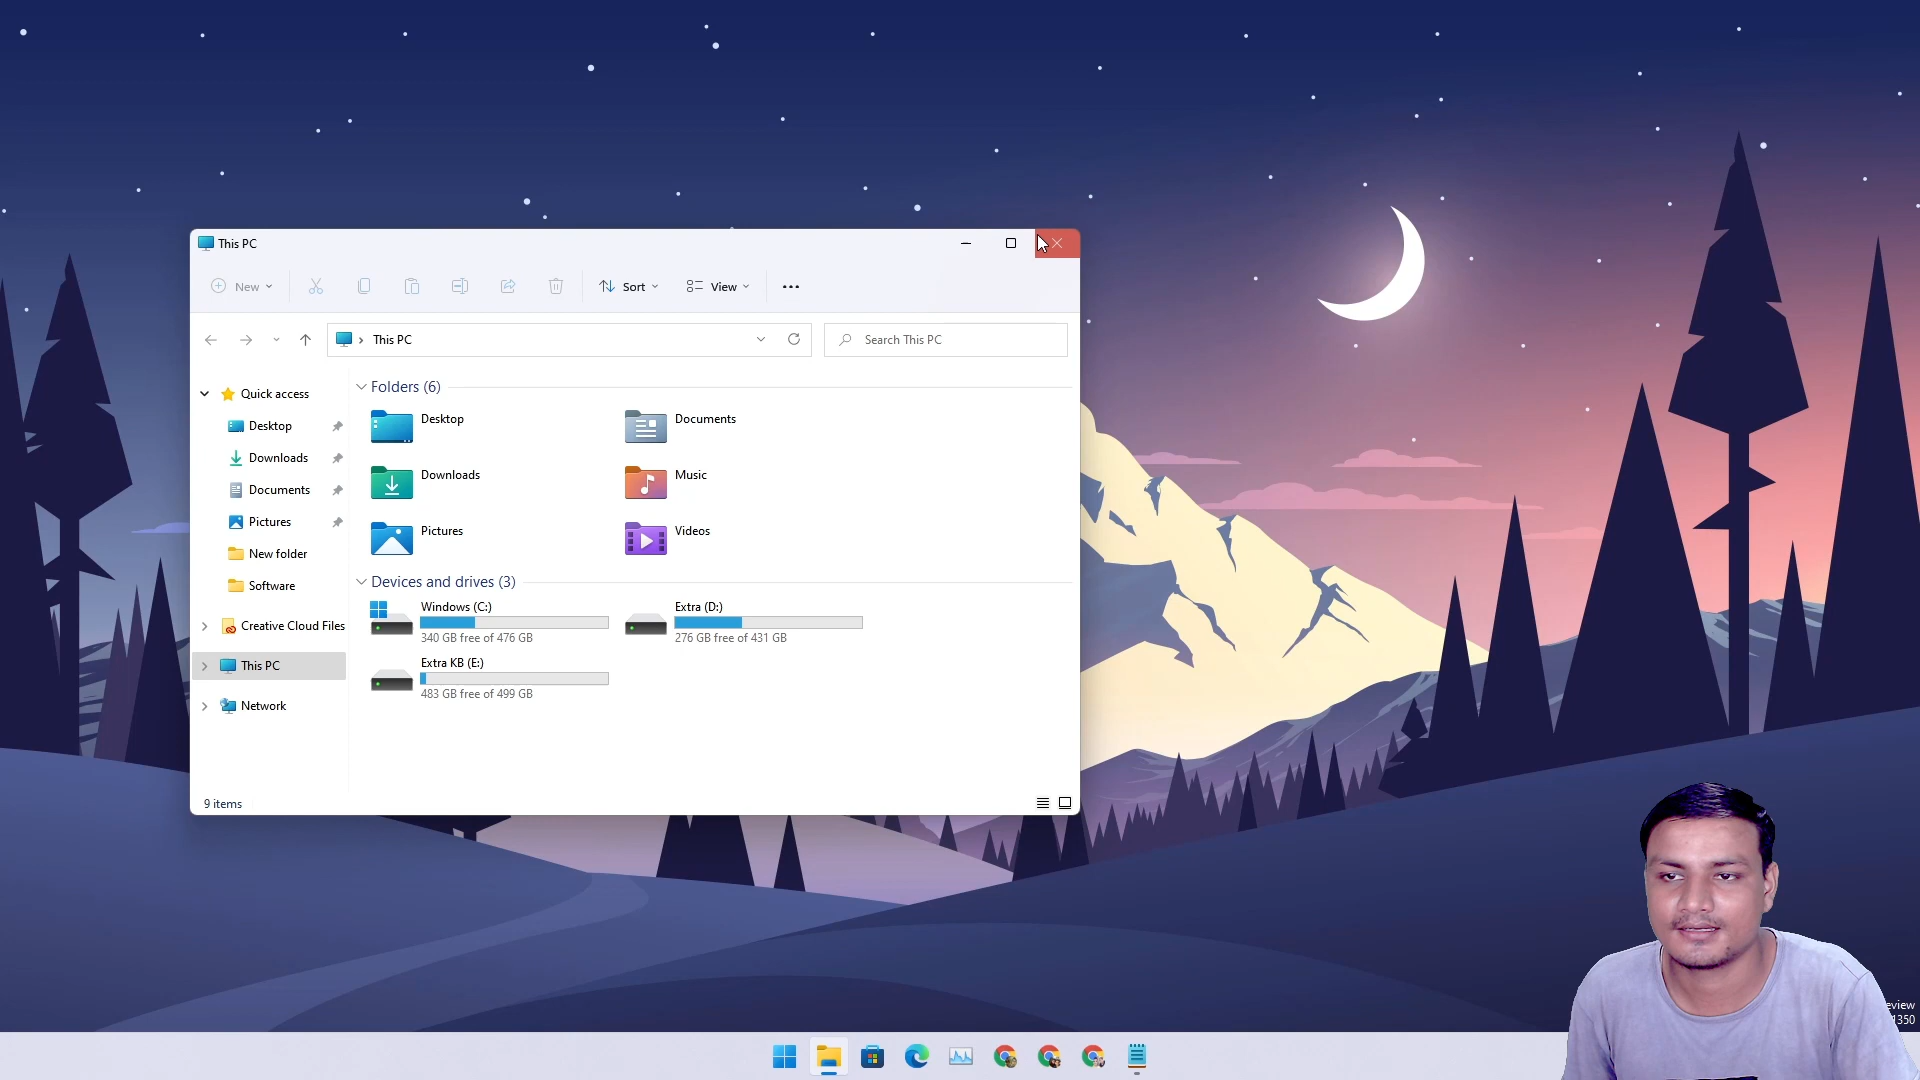 This PC
New
Sort
View
This PC
Search This PC
Quick access
Desktop
Downloads
Documents
Pictures
New folder
Software
Creative Cloud Files
This PC
Network
Folders (6)
Desktop
Documents
Downloads
Music
Pictures
Videos
Devices and drives (3)
Windows (C:)
340 GB free of 476 GB
Extra (D:)
276 GB free of 431 GB
Extra KB (E:)
483 GB free of 499 GB
9 items